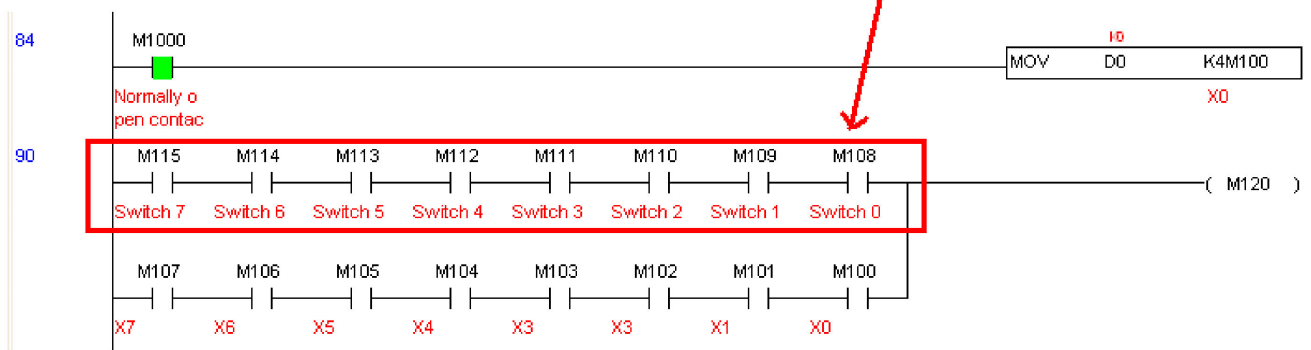 84
M1000
K0
MOV D0 K4M100
Normally o
pen contac
X0
90
M115 M114 M113 M112 M111 M110 M109 M108
( M120 )
Switch 7 Switch 6 Switch 5 Switch 4 Switch 3 Switch 2 Switch 1 Switch 0
M107 M106 M105 M104 M103 M102 M101 M100
X7 X6 X5 X4 X3 X3 X1 X0